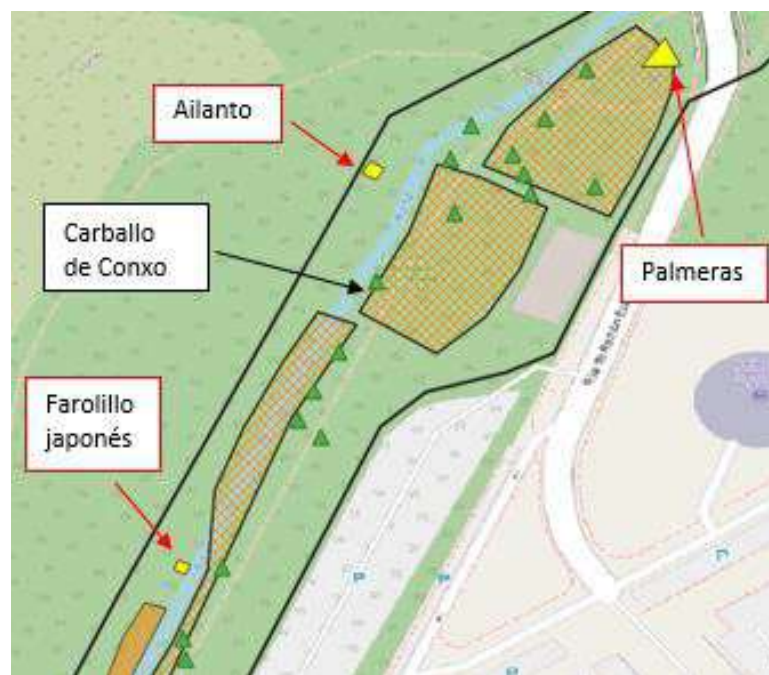 Ailanto
Carballo
de Conxo
Palmeras
Farolillo
japonés